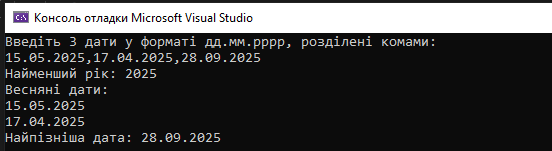 Консоль отладки Microsoft Visual Studio
Введіть 3 дати у форматі дд.мм.рррр, розділені комами:
15.05.2025,17.04.2025,28.09.2025
Найменший рік: 2025
Весняні дати:
15.05.2025
17.04.2025
Найпізніша дата: 28.09.2025